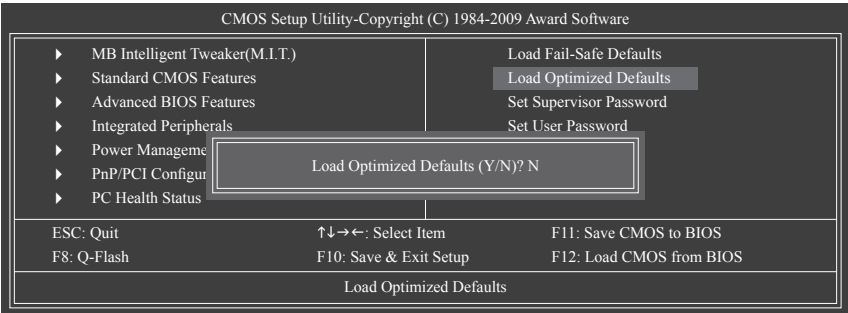 CMOS Setup Utility-Copyright (C) 1984-2009 Award Software
MB Intelligent Tweaker(M.I.T.)
Standard CMOS Features
Advanced BIOS Features
Integrated Peripherals
Power
PnP/PCI
PC Health Status
Load Fail-Safe Defaults
Load Optimized Defaults
Set Supervisor Password
Set User Password
Load Optimized Defaults (Y/N)? N
ESC: Quit ↑↓→←: Select Item F11: Save CMOS to BIOS
F8: Q-Flash F10: Save & Exit Setup F12: Load CMOS from BIOS
Load Optimized Defaults